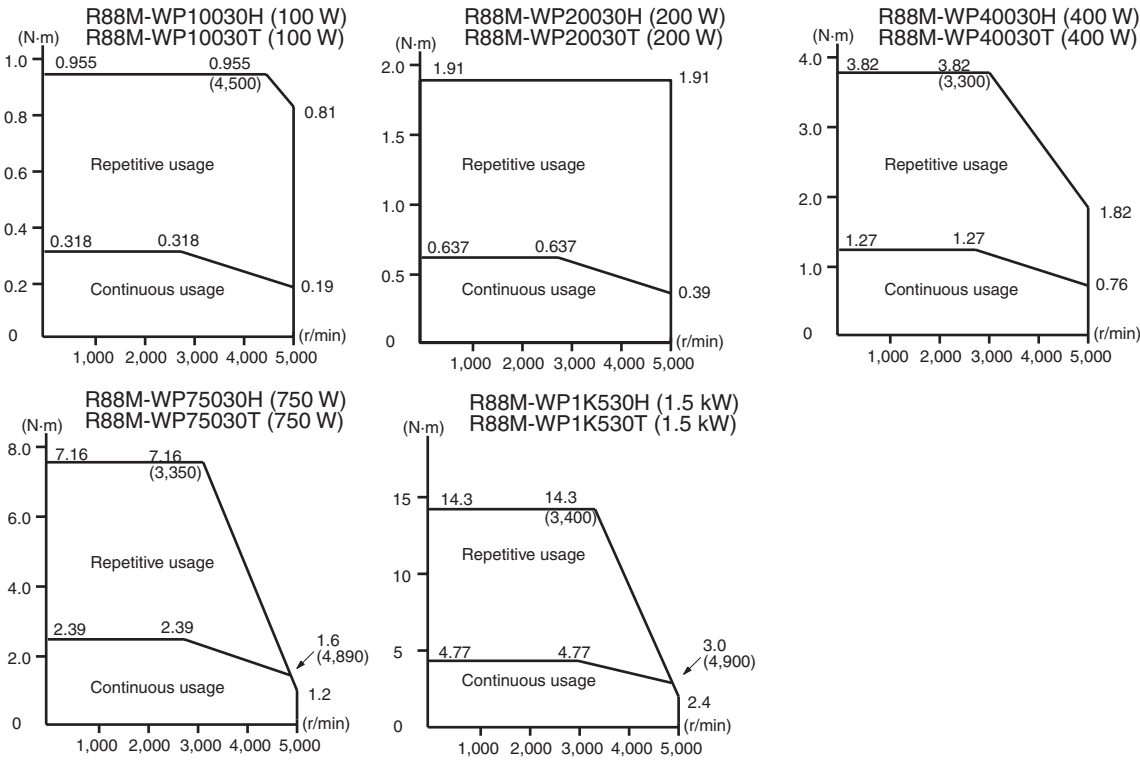 R88M-WP10030H (100 W)
R88M-WP10030T (100 W)
(N·m)
1.0
0.8
0.6
0.4
0.2
0
0.955
0.955
(4,500)
0.81
Repetitive usage
0.318
0.318
0.19
Continuous usage
(r/min)
1,000 2,000 3,000 4,000 5,000
R88M-WP20030H (200 W)
R88M-WP20030T (200 W)
(N·m)
2.0
1.5
1.0
0.5
0
1.91
1.91
Repetitive usage
0.637
0.637
0.39
Continuous usage
(r/min)
1,000 2,000 3,000 4,000 5,000
R88M-WP40030H (400 W)
R88M-WP40030T (400 W)
(N·m)
4.0
3.0
2.0
1.0
0
3.82
3.82
(3,300)
Repetitive usage
1.82
1.27
1.27
0.76
Continuous usage
(r/min)
1,000 2,000 3,000 4,000 5,000
R88M-WP75030H (750 W)
R88M-WP75030T (750 W)
(N·m)
8.0
6.0
4.0
2.0
0
7.16
7.16
(3,350)
Repetitive usage
2.39
2.39
1.6
(4,890)
Continuous usage
1.2
(r/min)
1,000 2,000 3,000 4,000 5,000
R88M-WP1K530H (1.5 kW)
R88M-WP1K530T (1.5 kW)
(N·m)
15
10
5
0
14.3
14.3
(3,400)
Repetitive usage
4.77
4.77
3.0
(4,900)
Continuous usage
2.4
(r/min)
1,000 2,000 3,000 4,000 5,000